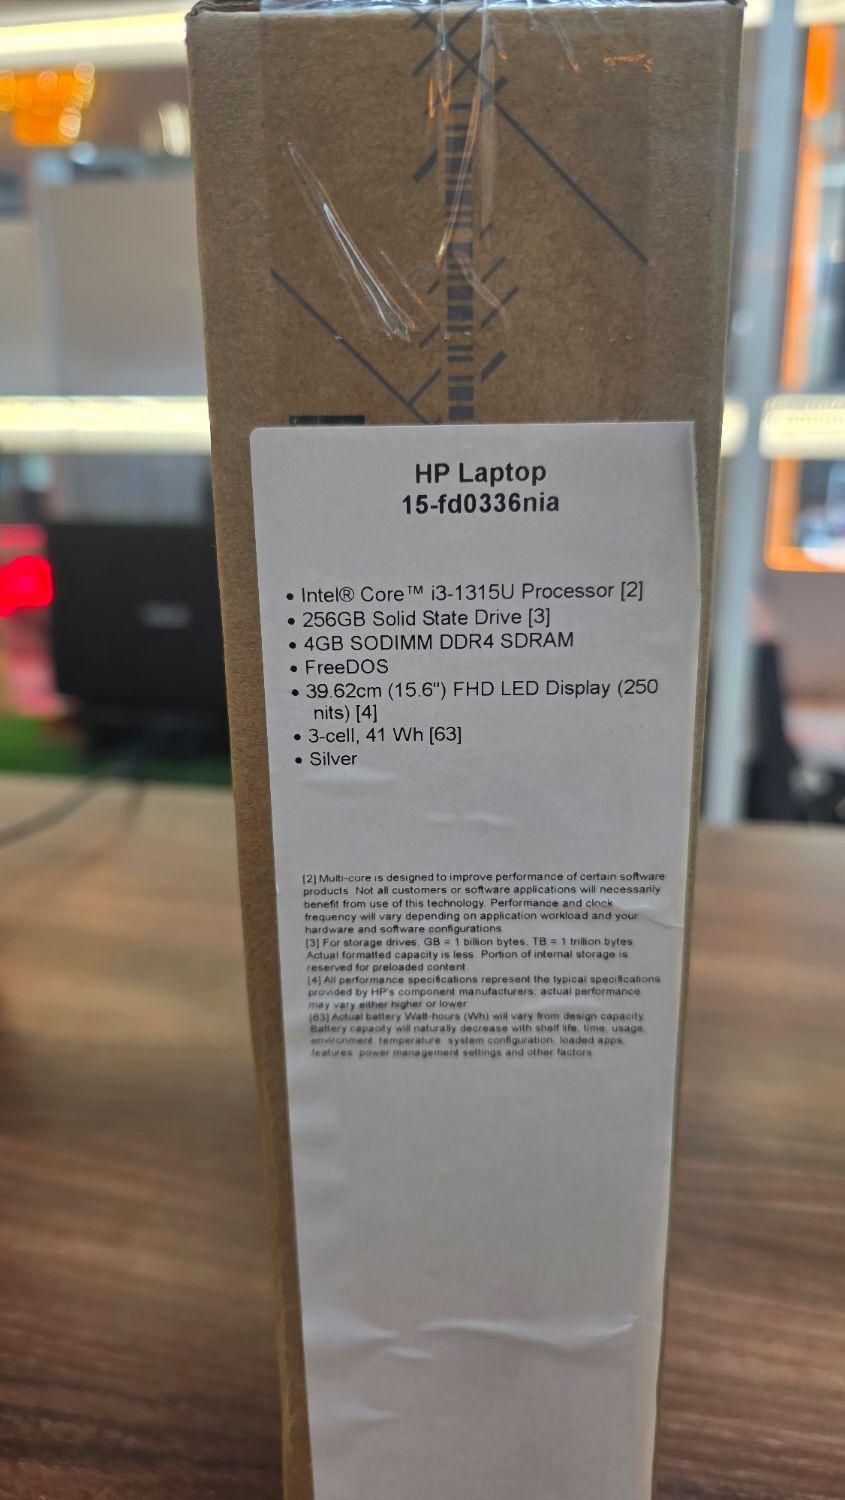 HP Laptop
15-fd0336nia
• Intel® Core™ i3-1315U Processor [2]
• 256GB Solid State Drive [3]
• 4GB SODIMM DDR4 SDRAM
• FreeDOS
• 39.62cm (15.6") FHD LED Display (250
nits) [4]
• 3-cell, 41 Wh [63]
• Silver
[2] Multi-core is designed to improve performance of certain software
products. Not all customers or software applications will necessarily
benefit from use of this technology. Performance and clock
frequency will vary depending on application workload and your
hardware and software configurations.
[3] For storage drives, GB = 1 billion bytes. TB = 1 trillion bytes.
Actual formatted capacity is less. Portion of internal storage is
reserved for preloaded content.
[4] All performance specifications represent the typical specifications
provided by HP's component manufacturers; actual performance
may vary either higher or lower.
[63] Actual battery Watt-hours (Wh) will vary from design capacity.
Battery capacity will naturally decrease with shelf life, time, usage,
environment, temperature, system configuration, loaded apps,
features, power management settings and other factors.